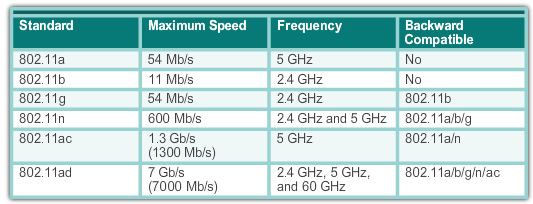 Standard Maximum Speed Frequency Backward
Compatible
802.11a 54 Mb/s 5 GHz No
802.11b 11 Mb/s 2.4 GHz No
802.11g 54 Mb/s 2.4 GHz 802.11b
802.11n 600 Mb/s 2.4 GHz and 5 GHz 802.11a/b/g
802.11ac 1.3 Gb/s 5 GHz 802.11a/n
(1300 Mb/s)
802.11ad 7 Gb/s 2.4 GHz, 5 GHz, 802.11a/b/g/n/ac
(7000 Mb/s) and 60 GHz